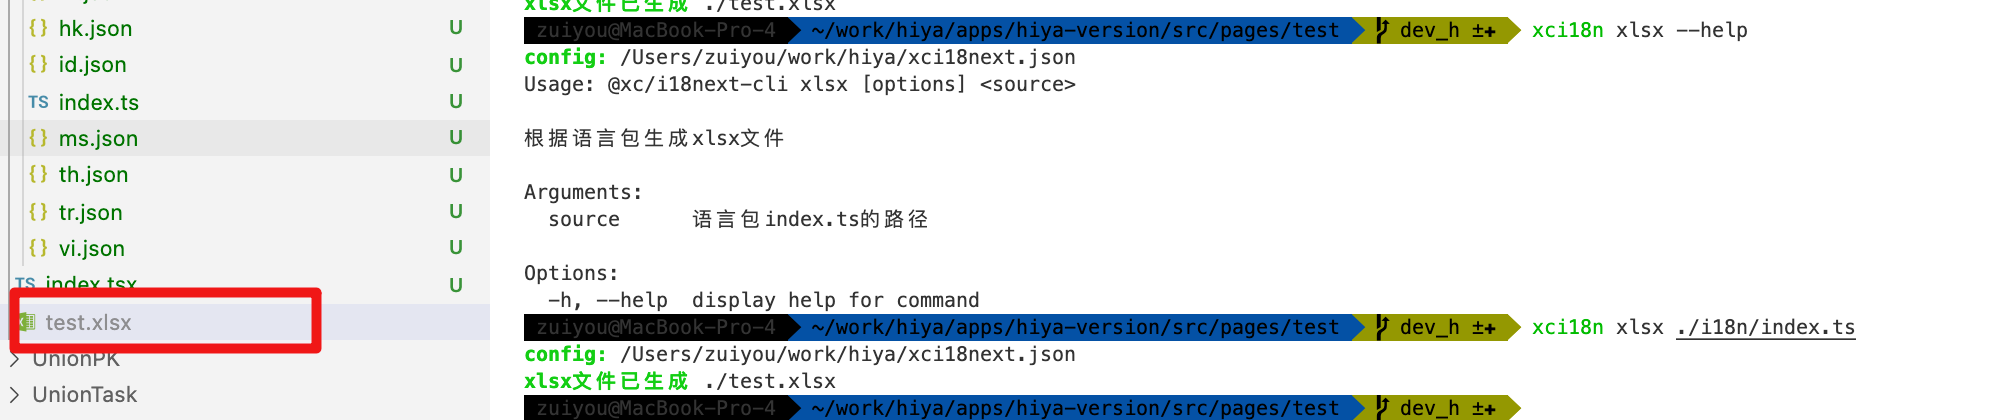 {} hk.json U
{} id.json U
TS index.ts U
{} ms.json U
{} th.json U
{} tr.json U
{} vi.json U
TS index.tsx U
test.xlsx
UnionPK
UnionTask
xlsx文件已生成 ./test.xlsx
zuiyou@MacBook-Pro-4 ~/work/hiya/apps/hiya-version/src/pages/test dev_h ±✚ xci18n xlsx --help
config: /Users/zuiyou/work/hiya/xci18next.json
Usage: @xc/i18next-cli xlsx [options] <source>
根据语言包生成xlsx文件
Arguments:
source 语言包index.ts的路径
Options:
-h, --help display help for command
zuiyou@MacBook-Pro-4 ~/work/hiya/apps/hiya-version/src/pages/test dev_h ±✚ xci18n xlsx ./i18n/index.ts
config: /Users/zuiyou/work/hiya/xci18next.json
xlsx文件已生成 ./test.xlsx
zuiyou@MacBook-Pro-4 ~/work/hiya/apps/hiya-version/src/pages/test dev_h ±✚